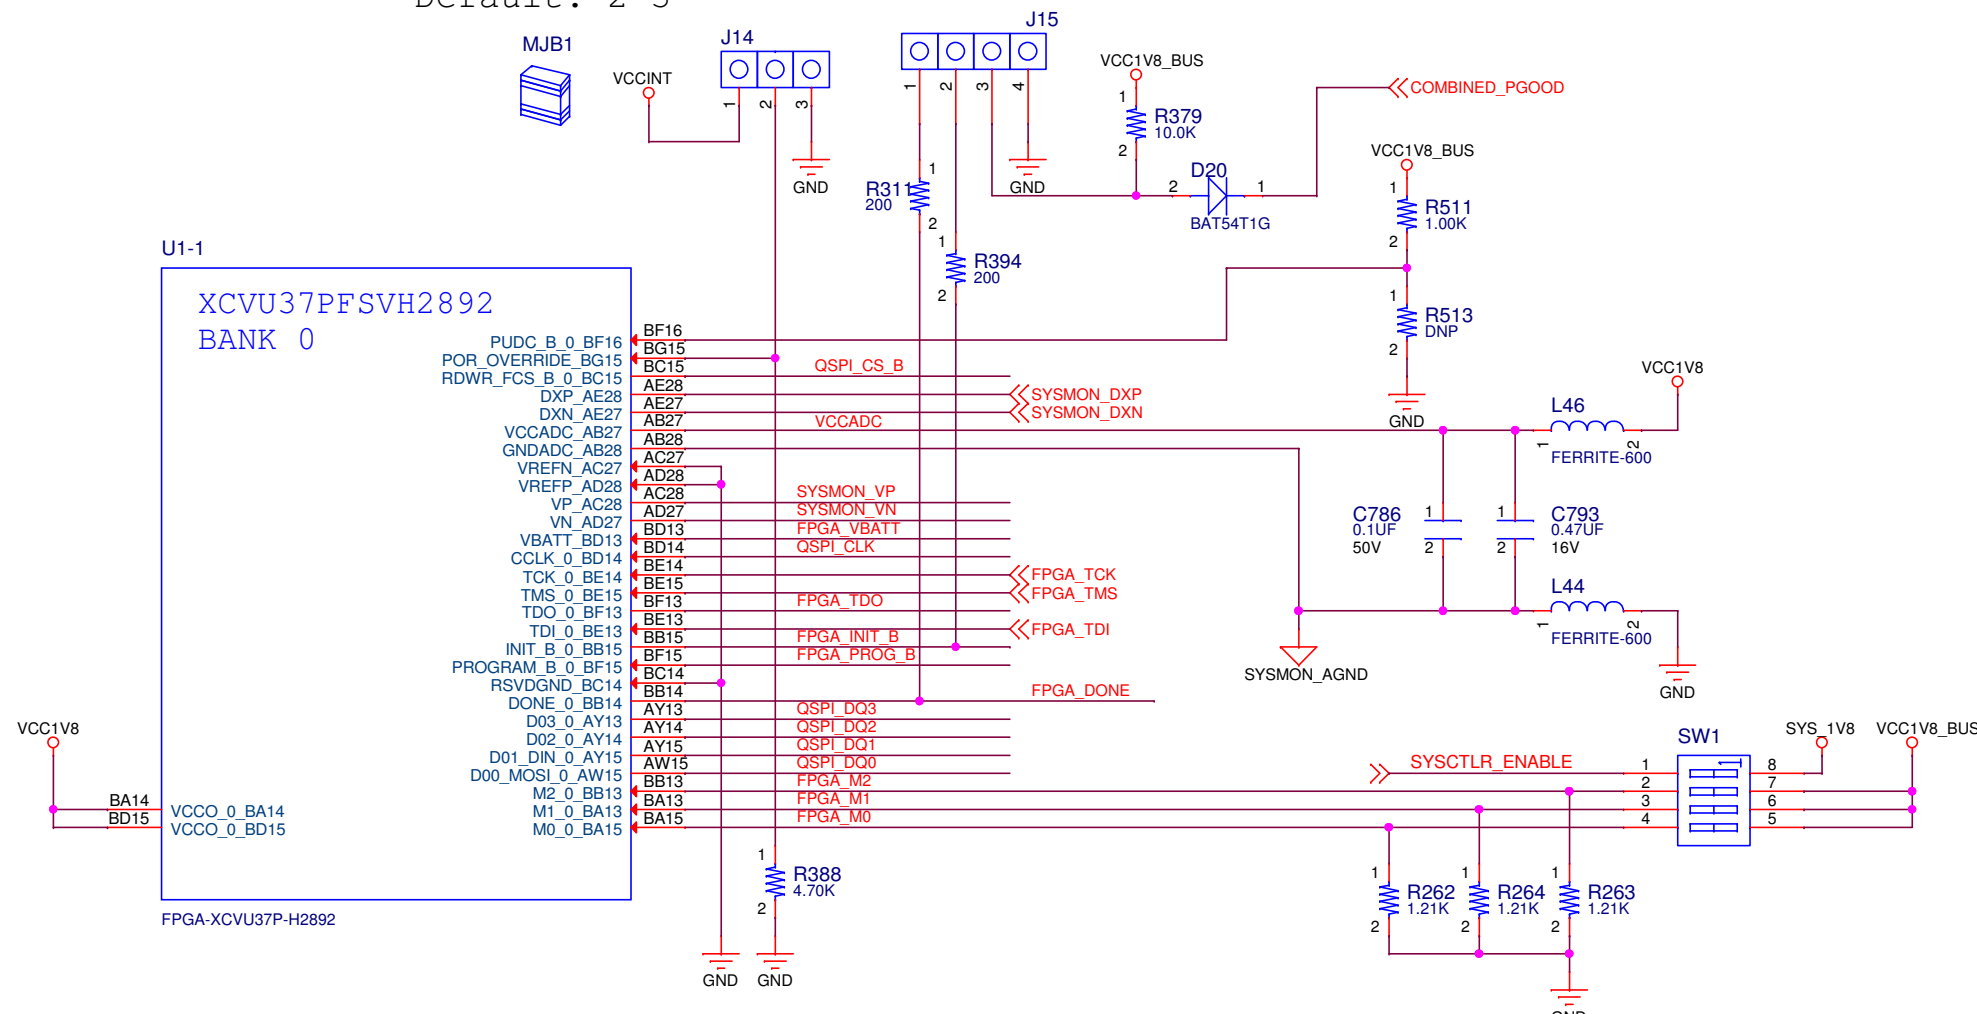 Default: 2-3
MJB1
J14
J15
VCCINT
1
2
3
GND
1
2
3
4
GND
VCC1V8_BUS
1
R379
10.0K
2
COMBINED_PGOOD
D20
2
1
BAT54T1G
VCC1V8_BUS
1
R511
1.00K
2
1
R513
DNP
2
GND
1
R311
200
2
1
R394
200
2
U1-1
XCVU37PFSVH2892
BANK 0
PUDC_B_0_BF16 BF16
POR_OVERRIDE_BG15 BG15
RDWR_FCS_B_0_BC15 BC15 QSPI_CS_B
DXP_AE28 AE28 SYSMON_DXP
DXN_AE27 AE27 SYSMON_DXN
VCCADC_AB27 AB27 VCCADC
GNDADC_AB28 AB28
VREFN_AC27 AC27
VREFP_AD28 AD28
VP_AC28 AC28 SYSMON_VP
VN_AD27 AD27 SYSMON_VN
VBATT_BD13 BD13 FPGA_VBATT
CCLK_0_BD14 BD14 QSPI_CLK
TCK_0_BE14 BE14 FPGA_TCK
TMS_0_BE15 BE15 FPGA_TMS
TDO_0_BF13 BF13 FPGA_TDO
TDI_0_BE13 BE13 FPGA_TDI
INIT_B_0_BB15 BB15 FPGA_INIT_B
PROGRAM_B_0_BF15 BF15 FPGA_PROG_B
RSVDGND_BC14 BC14
DONE_0_BB14 BB14 FPGA_DONE
D03_0_AY13 AY13 QSPI_DQ3
D02_0_AY14 AY14 QSPI_DQ2
D01_DIN_0_AY15 AY15 QSPI_DQ1
D00_MOSI_0_AW15 AW15 QSPI_DQ0
M2_0_BB13 BB13 FPGA_M2
M1_0_BA13 BA13 FPGA_M1
M0_0_BA15 BA15 FPGA_M0
VCC1V8
BA14 VCCO_0_BA14
BD15 VCCO_0_BD15
FPGA-XCVU37P-H2892
VCC1V8
L46
1
2
FERRITE-600
C786
0.1UF
50V
1
2
C793
0.47UF
16V
1
2
L44
1
2
FERRITE-600
SYSMON_AGND
GND
SW1
SYS_1V8
VCC1V8_BUS
SYSCTLR_ENABLE
1
1 8
2 7
3 6
4 5
1
R388
4.70K
2
GND
GND
1
R262
1.21K
2
1
R264
1.21K
2
1
R263
1.21K
2
GND